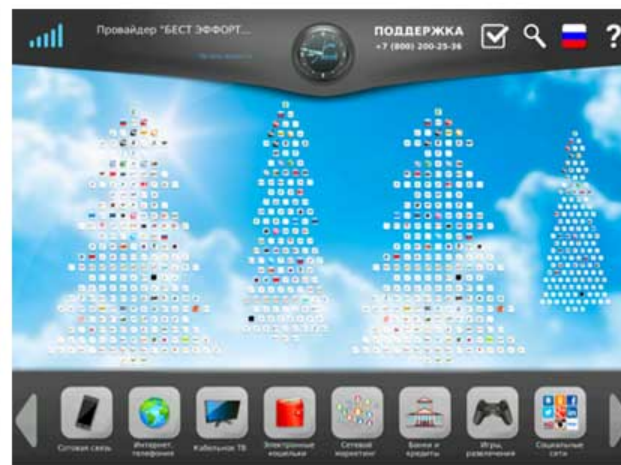 Провайдер "БЕСТ ЭФФОРТ...
ПОДДЕРЖКА
+7 (800) 200-25-36
?
Сотовая связь
Интернет, телефония
Кабельное ТВ
Электронные кошельки
Сетевой маркетинг
Банки и кредиты
Игры, развлечения
Социальные сети